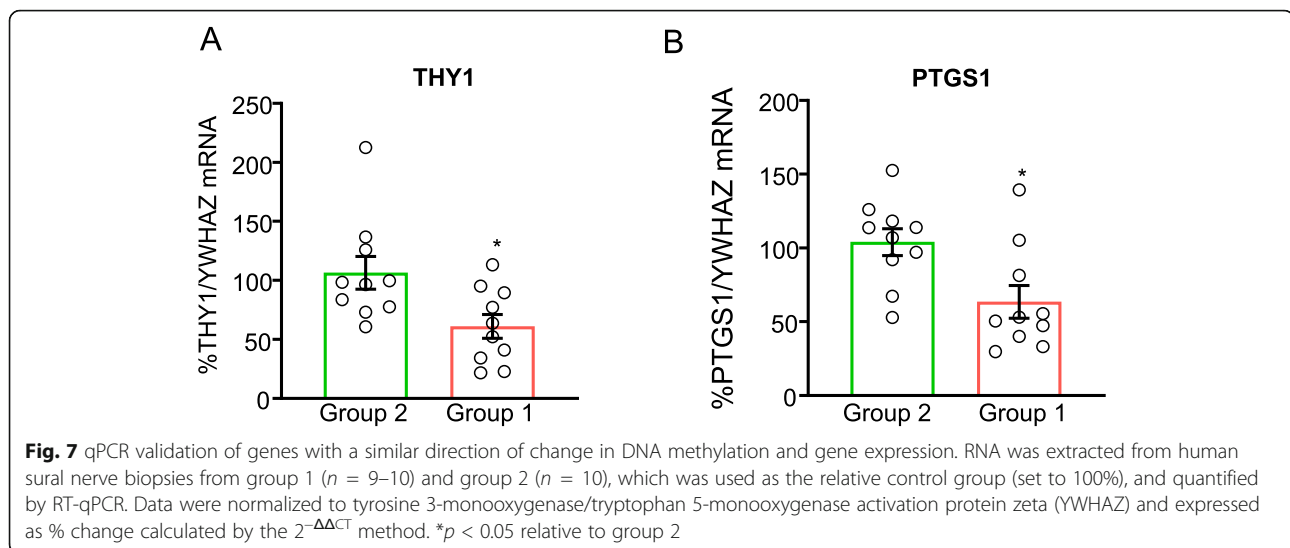 A
B
THY1
PTGS1
%THY1/YWHAZ mRNA
250
200
150
100
50
0
Group 2
Group 1
*
%PTGS1/YWHAZ mRNA
200
150
100
50
0
Group 2
Group 1
*
Fig. 7 qPCR validation of genes with a similar direction of change in DNA methylation and gene expression. RNA was extracted from human
sural nerve biopsies from group 1 (n = 9–10) and group 2 (n = 10), which was used as the relative control group (set to 100%), and quantified
by RT-qPCR. Data were normalized to tyrosine 3-monooxygenase/tryptophan 5-monooxygenase activation protein zeta (YWHAZ) and expressed
as % change calculated by the 2−ΔΔCT method. *p < 0.05 relative to group 2